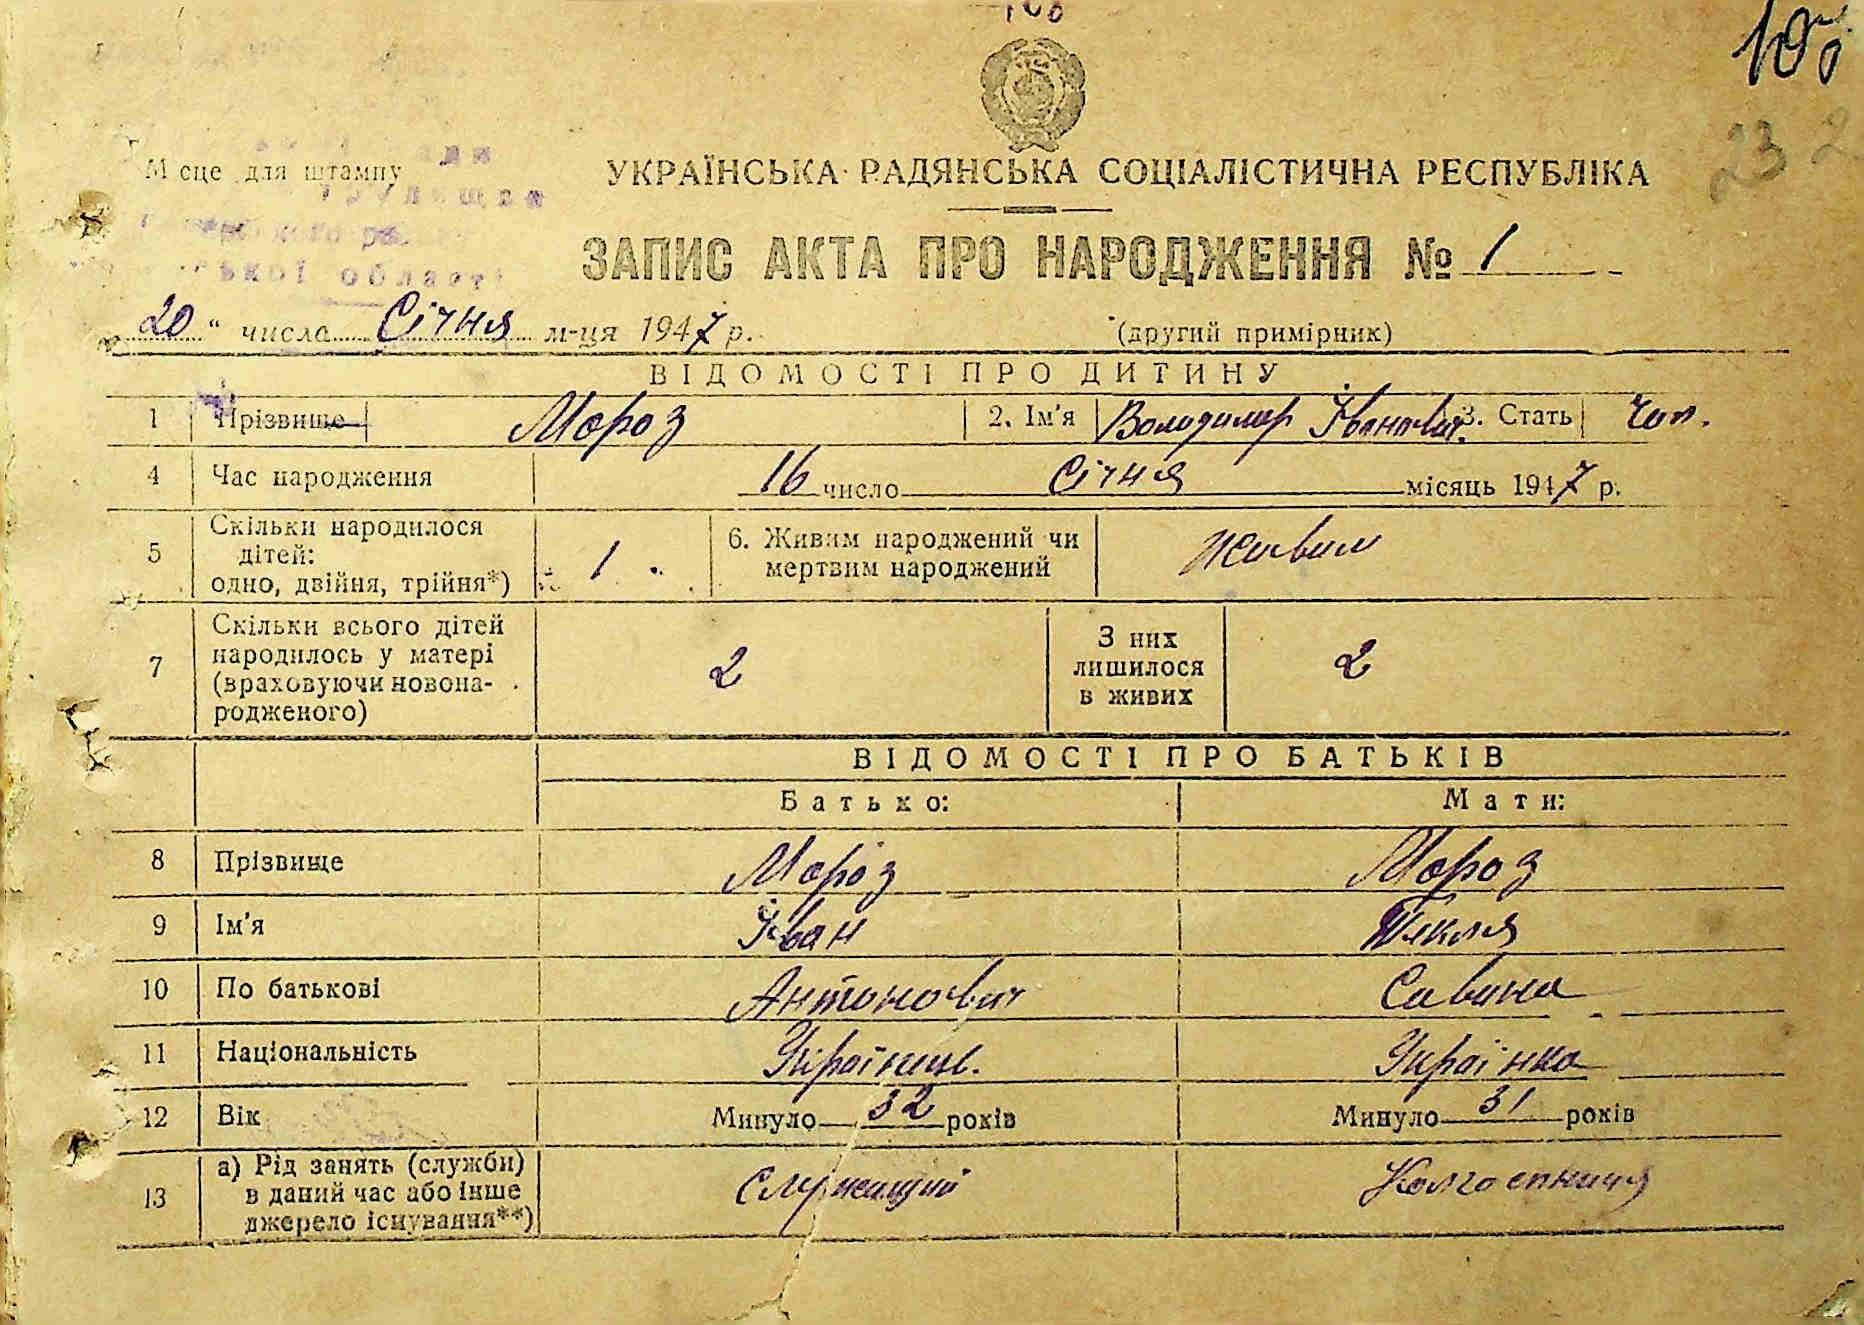 Місце для штампу
області
УКРАЇНСЬКА РАДЯНСЬКА СОЦІАЛІСТИЧНА РЕСПУБЛІКА
23
ЗАПИС АКТА ПРО НАРОДЖЕННЯ № 1
„20“ числа Січня м-ця 1947 р.
(другий примірник)
ВІДОМОСТІ ПРО ДИТИНУ
1 Прізвище Мороз 2. Ім'я Володимир Іванович 3. Стать чол.
4 Час народження 16 число Січня місяць 1947 р.
5 Скільки народилося дітей: одно, двійня, трійня*) 1 6. Живим народжений чи мертвим народжений Живим
7 Скільки всього дітей народилось у матері (враховуючи новонародженого) 2 З них лишилося в живих 2
ВІДОМОСТІ ПРО БАТЬКІВ
Батько: Мати:
8 Прізвище Мороз Мороз
9 Ім'я Іван Текля
10 По батькові Антонович Савина
11 Національність Українець. Українка
12 Вік Минуло 32 років Минуло 31 років
13 а) Рід занять (служби) в даний час або інше джерело існування**) Служащий Колгоспниця